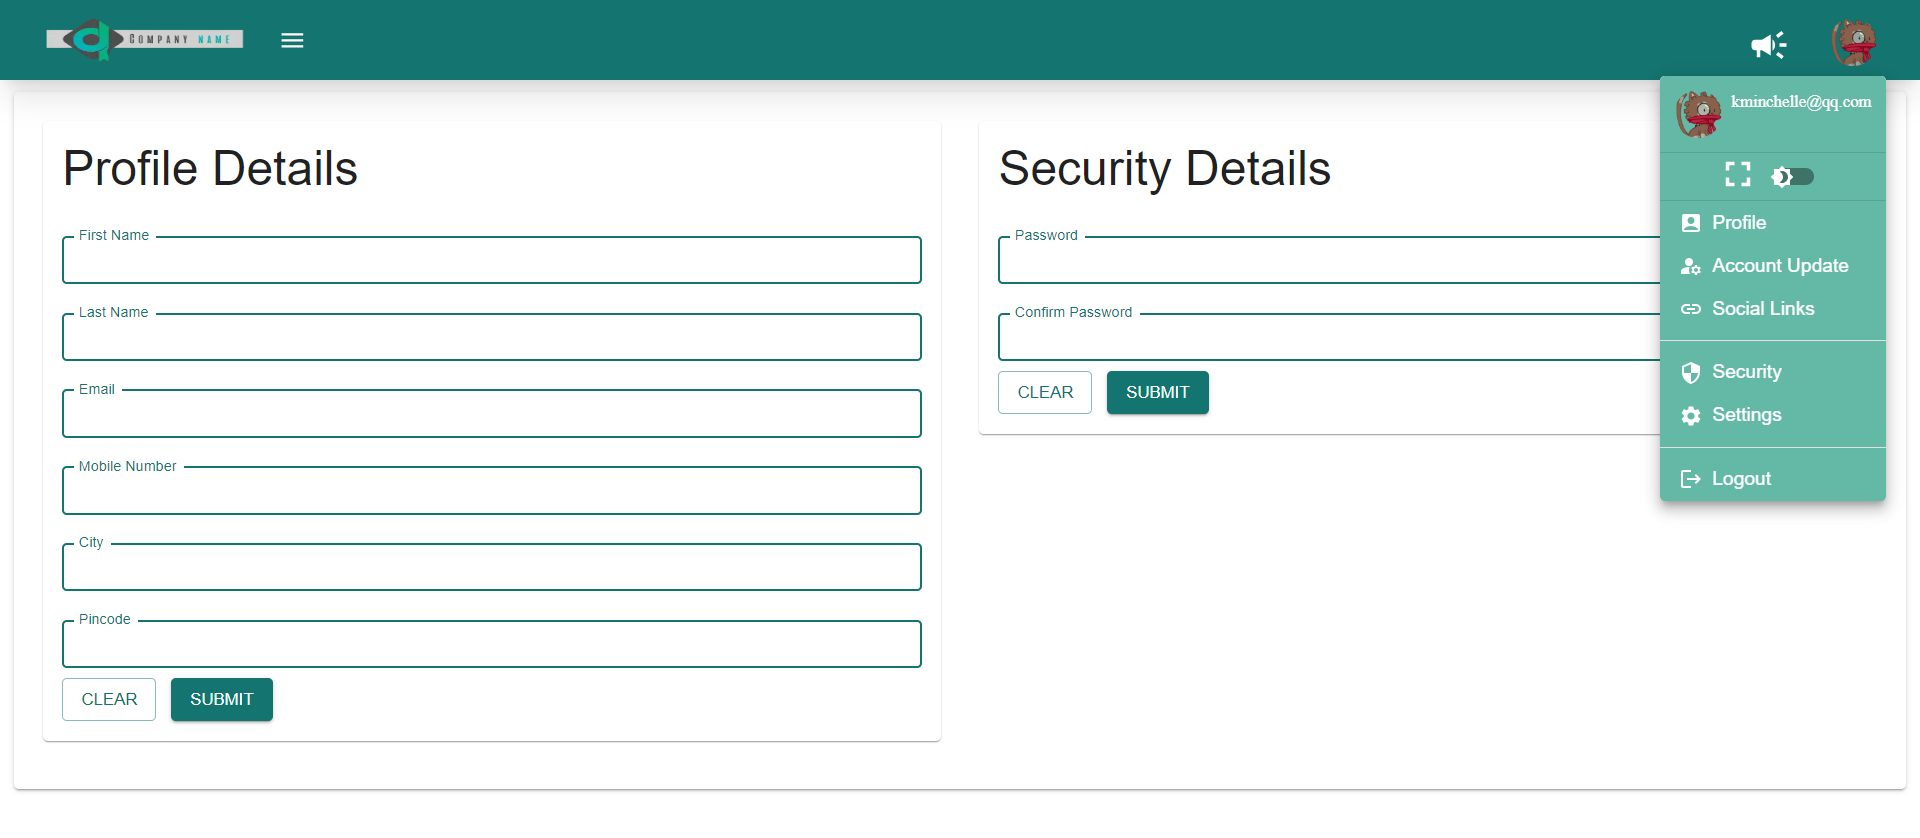 COMPANY NAME
kminchelle@qq.com
Profile
Account Update
Social Links
Security
Settings
Logout
Profile Details
First Name
Last Name
Email
Mobile Number
City
Pincode
CLEAR SUBMIT
Security Details
Password
Confirm Password
CLEAR SUBMIT